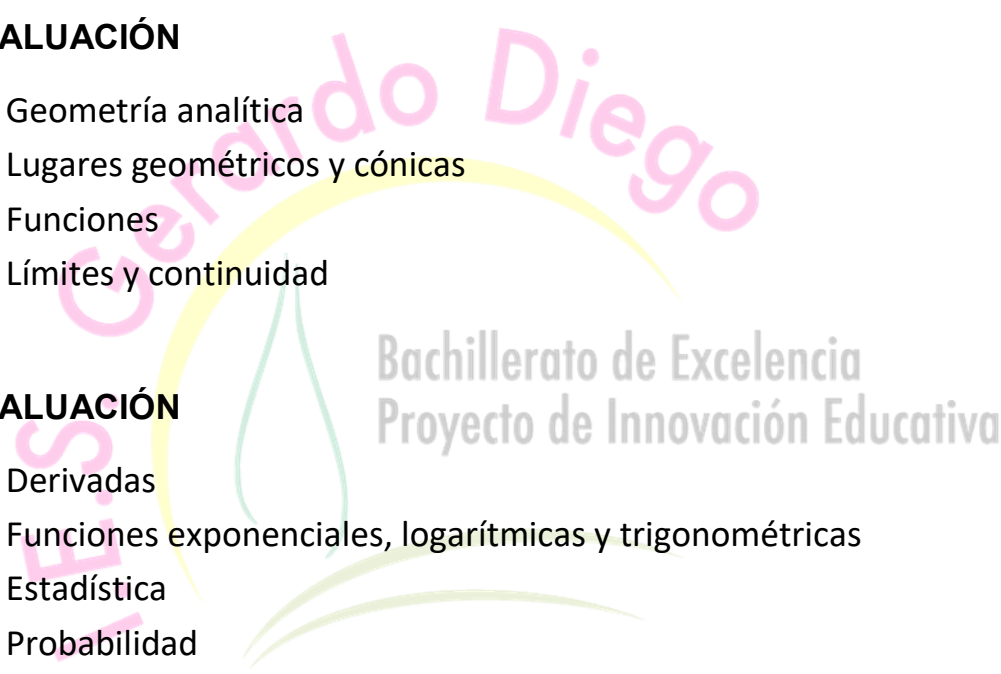 ALUACIÓN
Geometría analítica
Lugares geométricos y cónicas
Funciones
Límites y continuidad
ALUACIÓN
Derivadas
Funciones exponenciales, logarítmicas y trigonométricas
Estadística
Probabilidad
I.E.S. Gerardo Diego
Bachillerato de Excelencia
Proyecto de Innovación Educativa